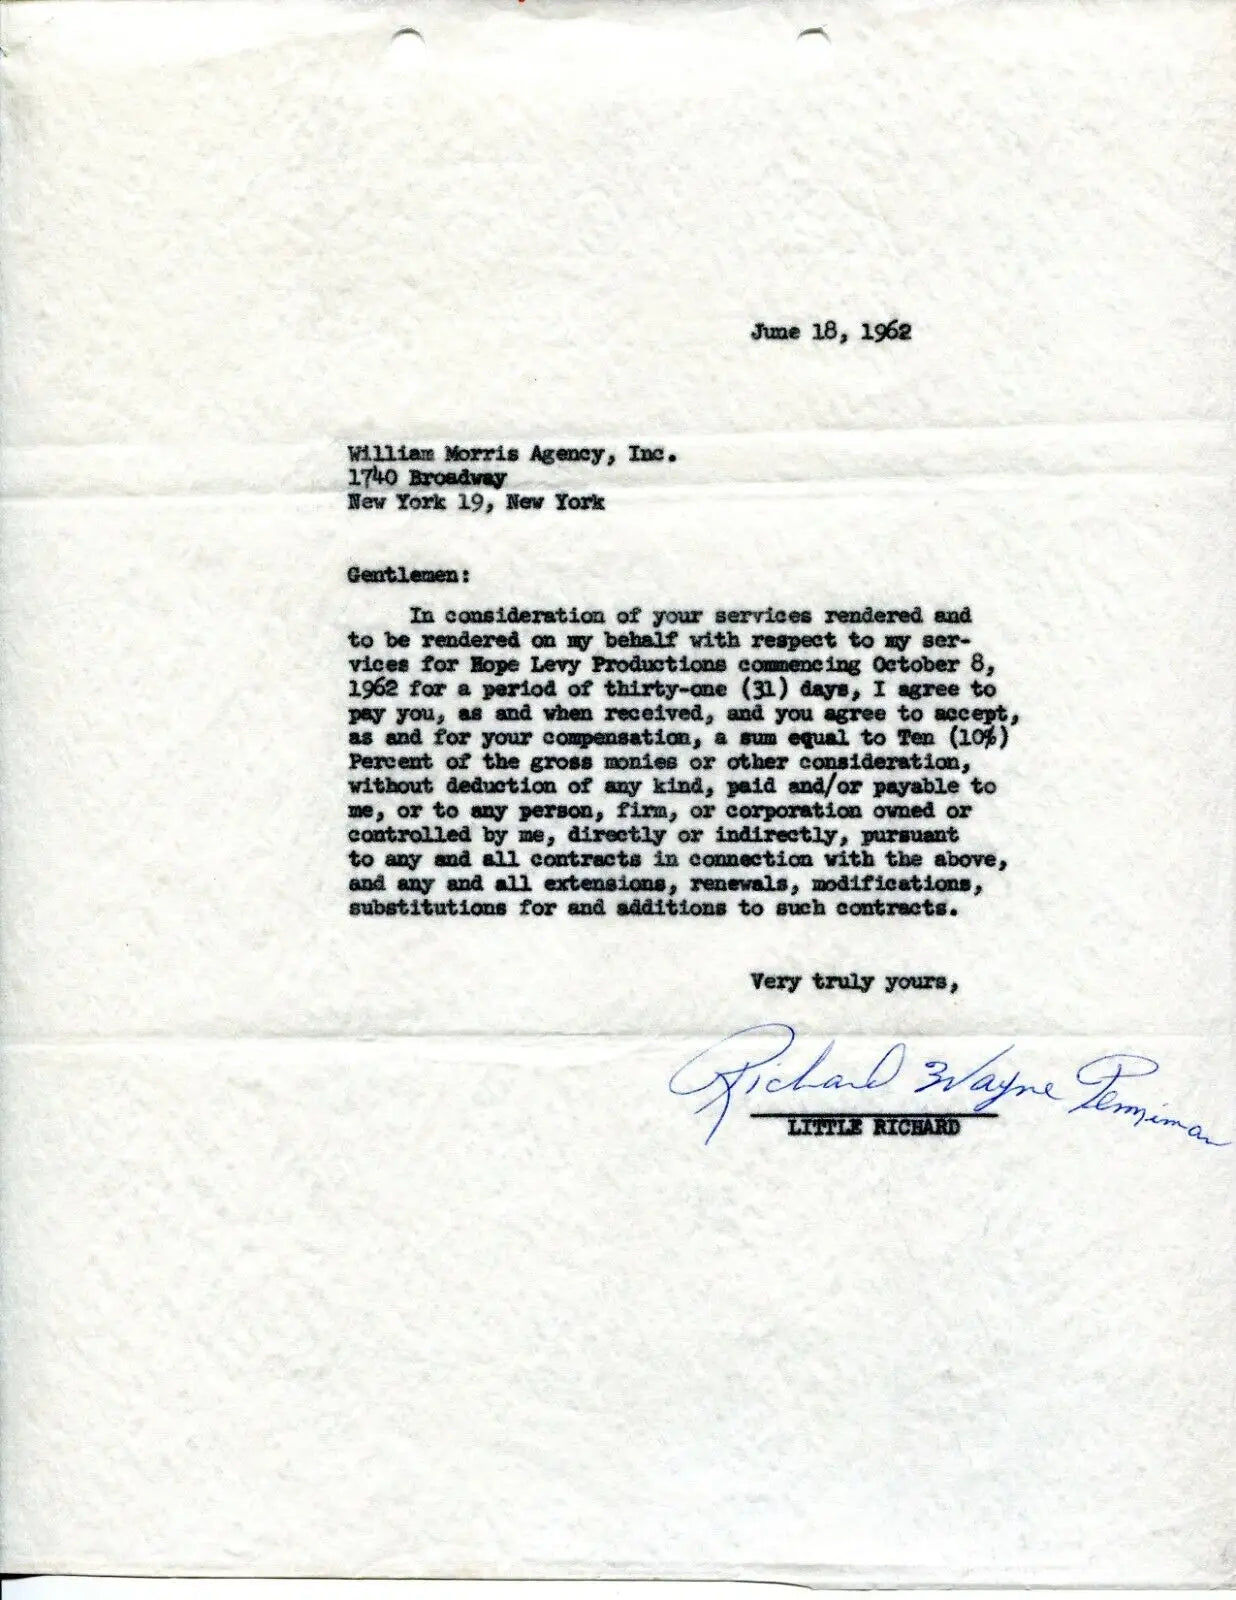 June 18, 1962
William Morris Agency, Inc.
1740 Broadway
New York 19, New York
Gentlemen:
In consideration of your services rendered and
to be rendered on my behalf with respect to my ser-
vices for Hope Levy Productions commencing October 8,
1962 for a period of thirty-one (31) days, I agree to
pay you, as and when received, and you agree to accept,
as and for your compensation, a sum equal to Ten (10%)
Percent of the gross monies or other consideration,
without deduction of any kind, paid and/or payable to
me, or to any person, firm, or corporation owned or
controlled by me, directly or indirectly, pursuant
to any and all contracts in connection with the above,
and any and all extensions, renewals, modifications,
substitutions for and additions to such contracts.
Very truly yours,
Richard Wayne Penniman
LITTLE RICHARD